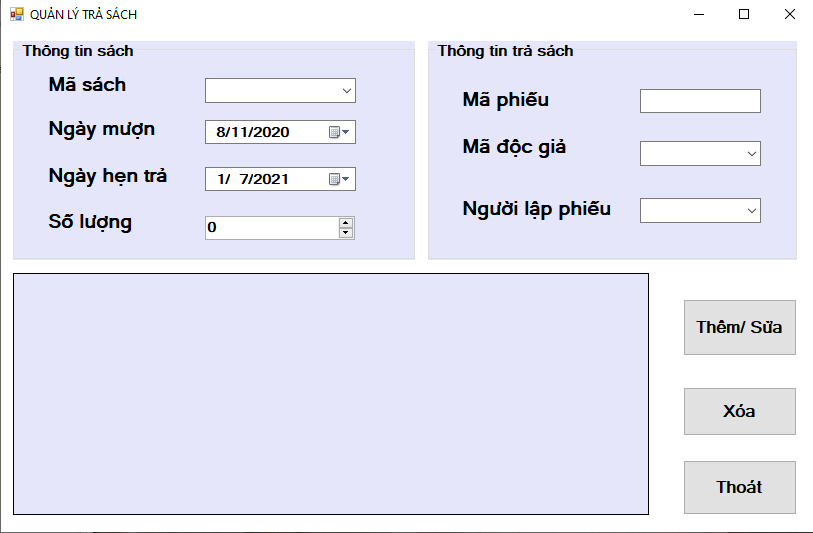 QUẢN LÝ TRẢ SÁCH
Thông tin sách
Mã sách
Ngày mượn
8/11/2020
Ngày hẹn trả
1/ 7/2021
Số lượng
0
Thông tin trả sách
Mã phiếu
Mã độc giả
Người lập phiếu
Thêm/ Sửa
Xóa
Thoát